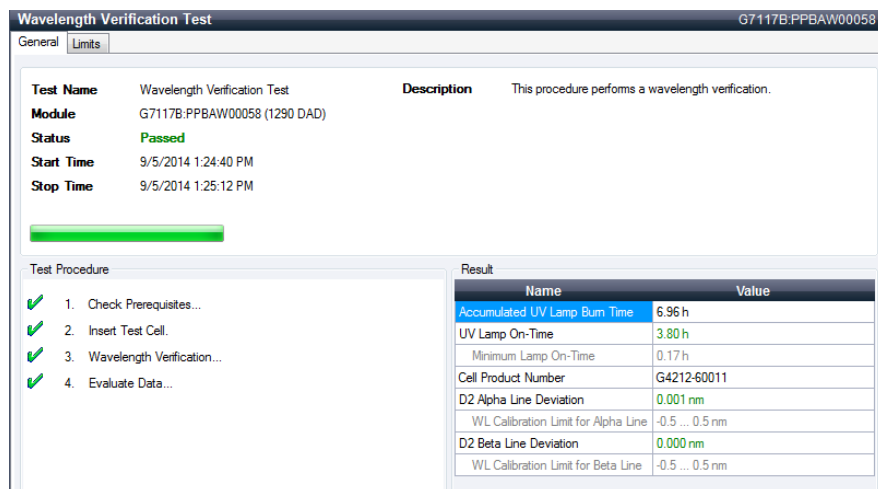 Wavelength Verification Test G7117B:PPBAW00058
General Limits
Test Name Wavelength Verification Test Description This procedure performs a wavelength verification.
Module G7117B:PPBAW00058 (1290 DAD)
Status Passed
Start Time 9/5/2014 1:24:40 PM
Stop Time 9/5/2014 1:25:12 PM
Test Procedure
1. Check Prerequisites...
2. Insert Test Cell.
3. Wavelength Verification...
4. Evaluate Data...
Result
Name Value
Accumulated UV Lamp Burn Time 6.96 h
UV Lamp On-Time 3.80 h
Minimum Lamp On-Time 0.17 h
Cell Product Number G4212-60011
D2 Alpha Line Deviation 0.001 nm
WL Calibration Limit for Alpha Line -0.5 ... 0.5 nm
D2 Beta Line Deviation 0.000 nm
WL Calibration Limit for Beta Line -0.5 ... 0.5 nm